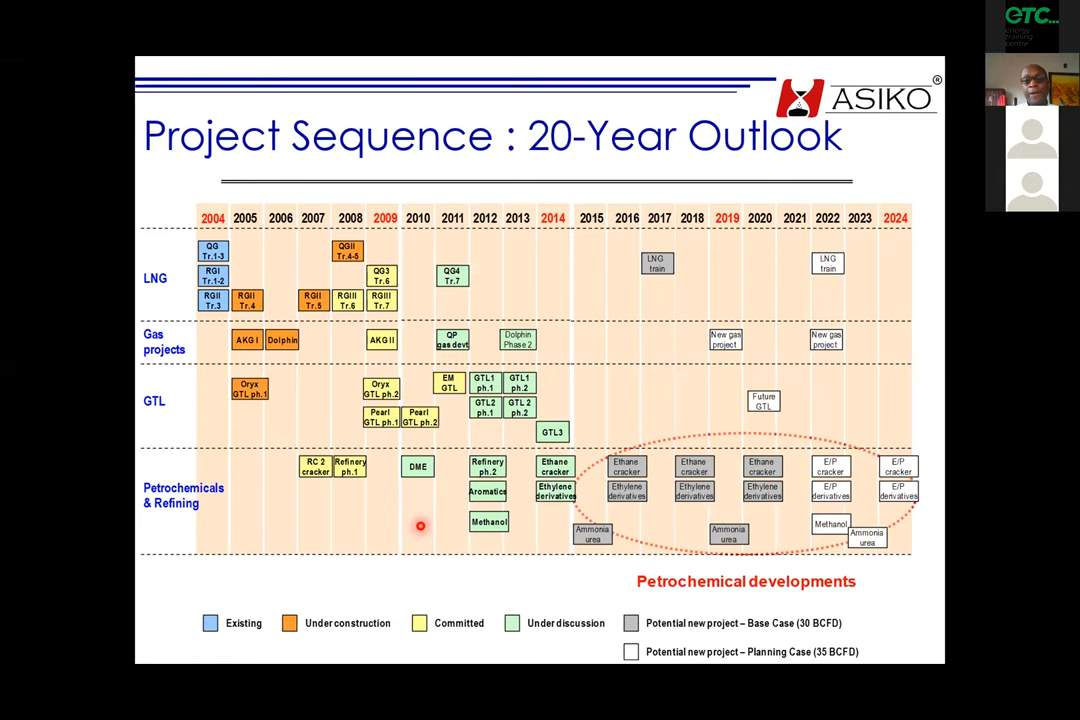 eTC...
energy
training
centre
ASIKO®
Project Sequence : 20-Year Outlook
2004 2005 2006 2007 2008 2009 2010 2011 2012 2013 2014 2015 2016 2017 2018 2019 2020 2021 2022 2023 2024
LNG
QG
Tr.1-3
RGI
Tr.1-2
RGII
Tr.3
RGII
Tr.4
RGII
Tr.5
QGII
Tr.4-5
RGIII
Tr.6
QG3
Tr.6
RGIII
Tr.7
QG4
Tr.7
LNG
train
LNG
train
Gas
projects
AKG I
Dolphin
AKG II
QP
gas devt
Dolphin
Phase 2
New gas
project
New gas
project
GTL
Oryx
GTL ph.1
Oryx
GTL ph.2
Pearl
GTL ph.1
Pearl
GTL ph.2
EM
GTL
GTL1
ph.1
GTL1
ph.2
GTL2
ph.1
GTL 2
ph.2
GTL3
Future
GTL
Petrochemicals
& Refining
RC 2
cracker
Refinery
ph.1
DME
Refinery
ph.2
Aromatics
Methanol
Ethane
cracker
Ethylene
derivatives
Ammonia
urea
Ethane
cracker
Ethylene
derivatives
Ethane
cracker
Ethylene
derivatives
Ammonia
urea
Ethane
cracker
Ethylene
derivatives
E/P
cracker
E/P
derivatives
Methanol
Ammonia
urea
E/P
cracker
E/P
derivatives
Petrochemical developments
Existing
Under construction
Committed
Under discussion
Potential new project – Base Case (30 BCFD)
Potential new project – Planning Case (35 BCFD)